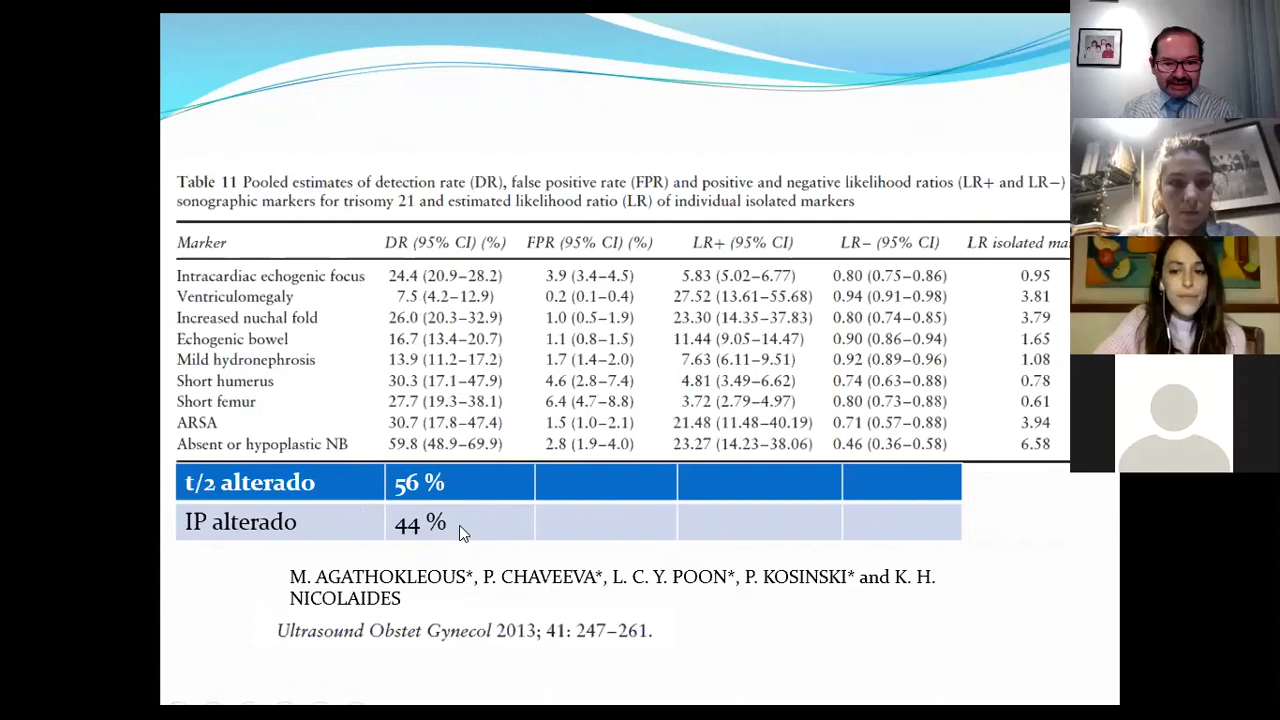 Table 11 Pooled estimates of detection rate (DR), false positive rate (FPR) and positive and negative likelihood ratios (LR+ and LR−)
sonographic markers for trisomy 21 and estimated likelihood ratio (LR) of individual isolated markers
Marker DR (95% CI) (%) FPR (95% CI) (%) LR+ (95% CI) LR− (95% CI) LR isolated
Intracardiac echogenic focus 24.4 (20.9–28.2) 3.9 (3.4–4.5) 5.83 (5.02–6.77) 0.80 (0.75–0.86) 0.95
Ventriculomegaly 7.5 (4.2–12.9) 0.2 (0.1–0.4) 27.52 (13.61–55.68) 0.94 (0.91–0.98) 3.81
Increased nuchal fold 26.0 (20.3–32.9) 1.0 (0.5–1.9) 23.30 (14.35–37.83) 0.80 (0.74–0.85) 3.79
Echogenic bowel 16.7 (13.4–20.7) 1.1 (0.8–1.5) 11.44 (9.05–14.47) 0.90 (0.86–0.94) 1.65
Mild hydronephrosis 13.9 (11.2–17.2) 1.7 (1.4–2.0) 7.63 (6.11–9.51) 0.92 (0.89–0.96) 1.08
Short humerus 30.3 (17.1–47.9) 4.6 (2.8–7.4) 4.81 (3.49–6.62) 0.74 (0.63–0.88) 0.78
Short femur 27.7 (19.3–38.1) 6.4 (4.7–8.8) 3.72 (2.79–4.97) 0.80 (0.73–0.88) 0.61
ARSA 30.7 (17.8–47.4) 1.5 (1.0–2.1) 21.48 (11.48–40.19) 0.71 (0.57–0.88) 3.94
Absent or hypoplastic NB 59.8 (48.9–69.9) 2.8 (1.9–4.0) 23.27 (14.23–38.06) 0.46 (0.36–0.58) 6.58
t/2 alterado 56 %
IP alterado 44 %
M. AGATHOKLEOUS*, P. CHAVEEVA*, L. C. Y. POON*, P. KOSINSKI* and K. H.
NICOLAIDES
Ultrasound Obstet Gynecol 2013; 41: 247–261.